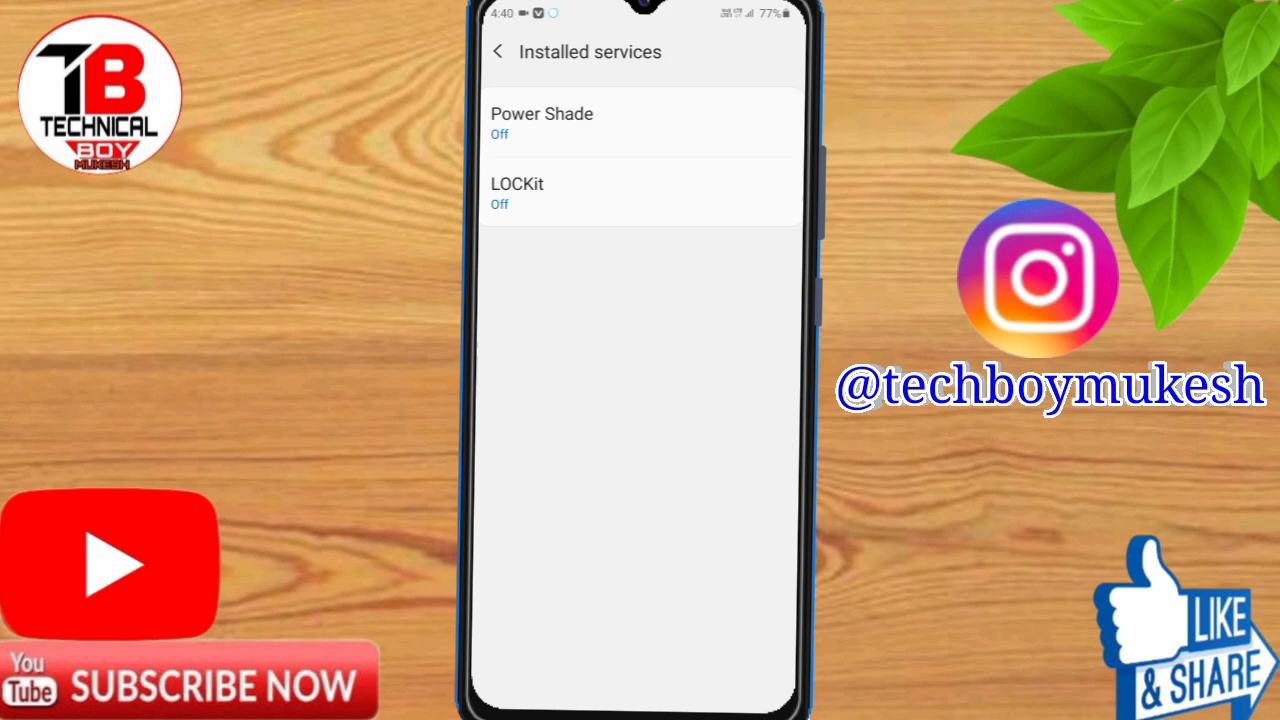 TB
TECHNICAL
BOY
MUKESH
4:40
77%
Installed services
Power Shade
Off
LOCKit
Off
@techboymukesh
You
Tube
SUBSCRIBE NOW
LIKE
& SHARE